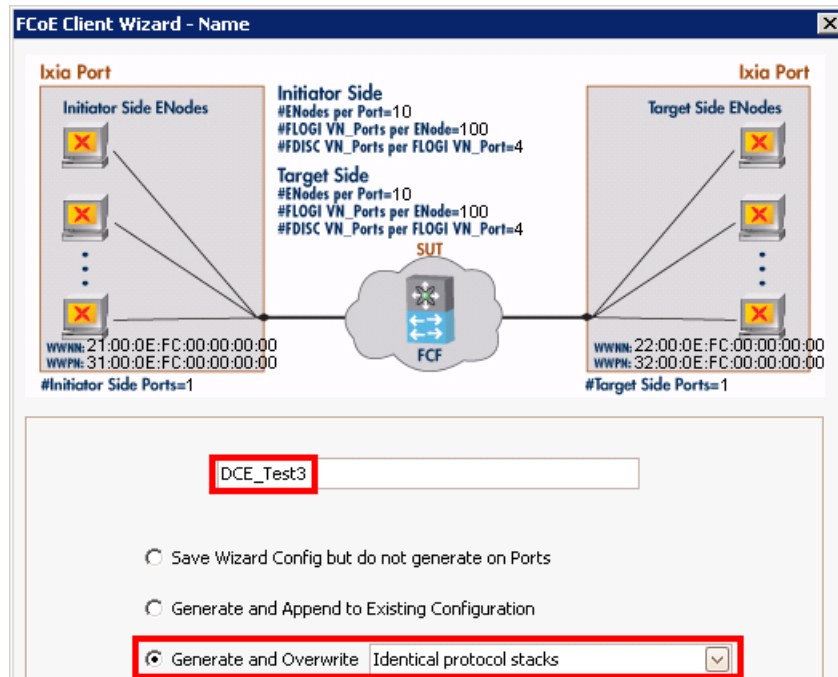 FCoE Client Wizard - Name
Ixia Port
Initiator Side ENodes
Initiator Side
#ENodes per Port=10
#FLOGI VN_Ports per ENode=100
#FDISC VN_Ports per FLOGI VN_Port=4
Target Side
#ENodes per Port=10
#FLOGI VN_Ports per ENode=100
#FDISC VN_Ports per FLOGI VN_Port=4
SUT
FCF
Ixia Port
Target Side ENodes
WWNN: 21:00:0E:FC:00:00:00:00
WWPN: 31:00:0E:FC:00:00:00:00
#Initiator Side Ports=1
WWNN: 22:00:0E:FC:00:00:00:00
WWPN: 32:00:0E:FC:00:00:00:00
#Target Side Ports=1
DCE_Test3
Save Wizard Config but do not generate on Ports
Generate and Append to Existing Configuration
Generate and Overwrite Identical protocol stacks